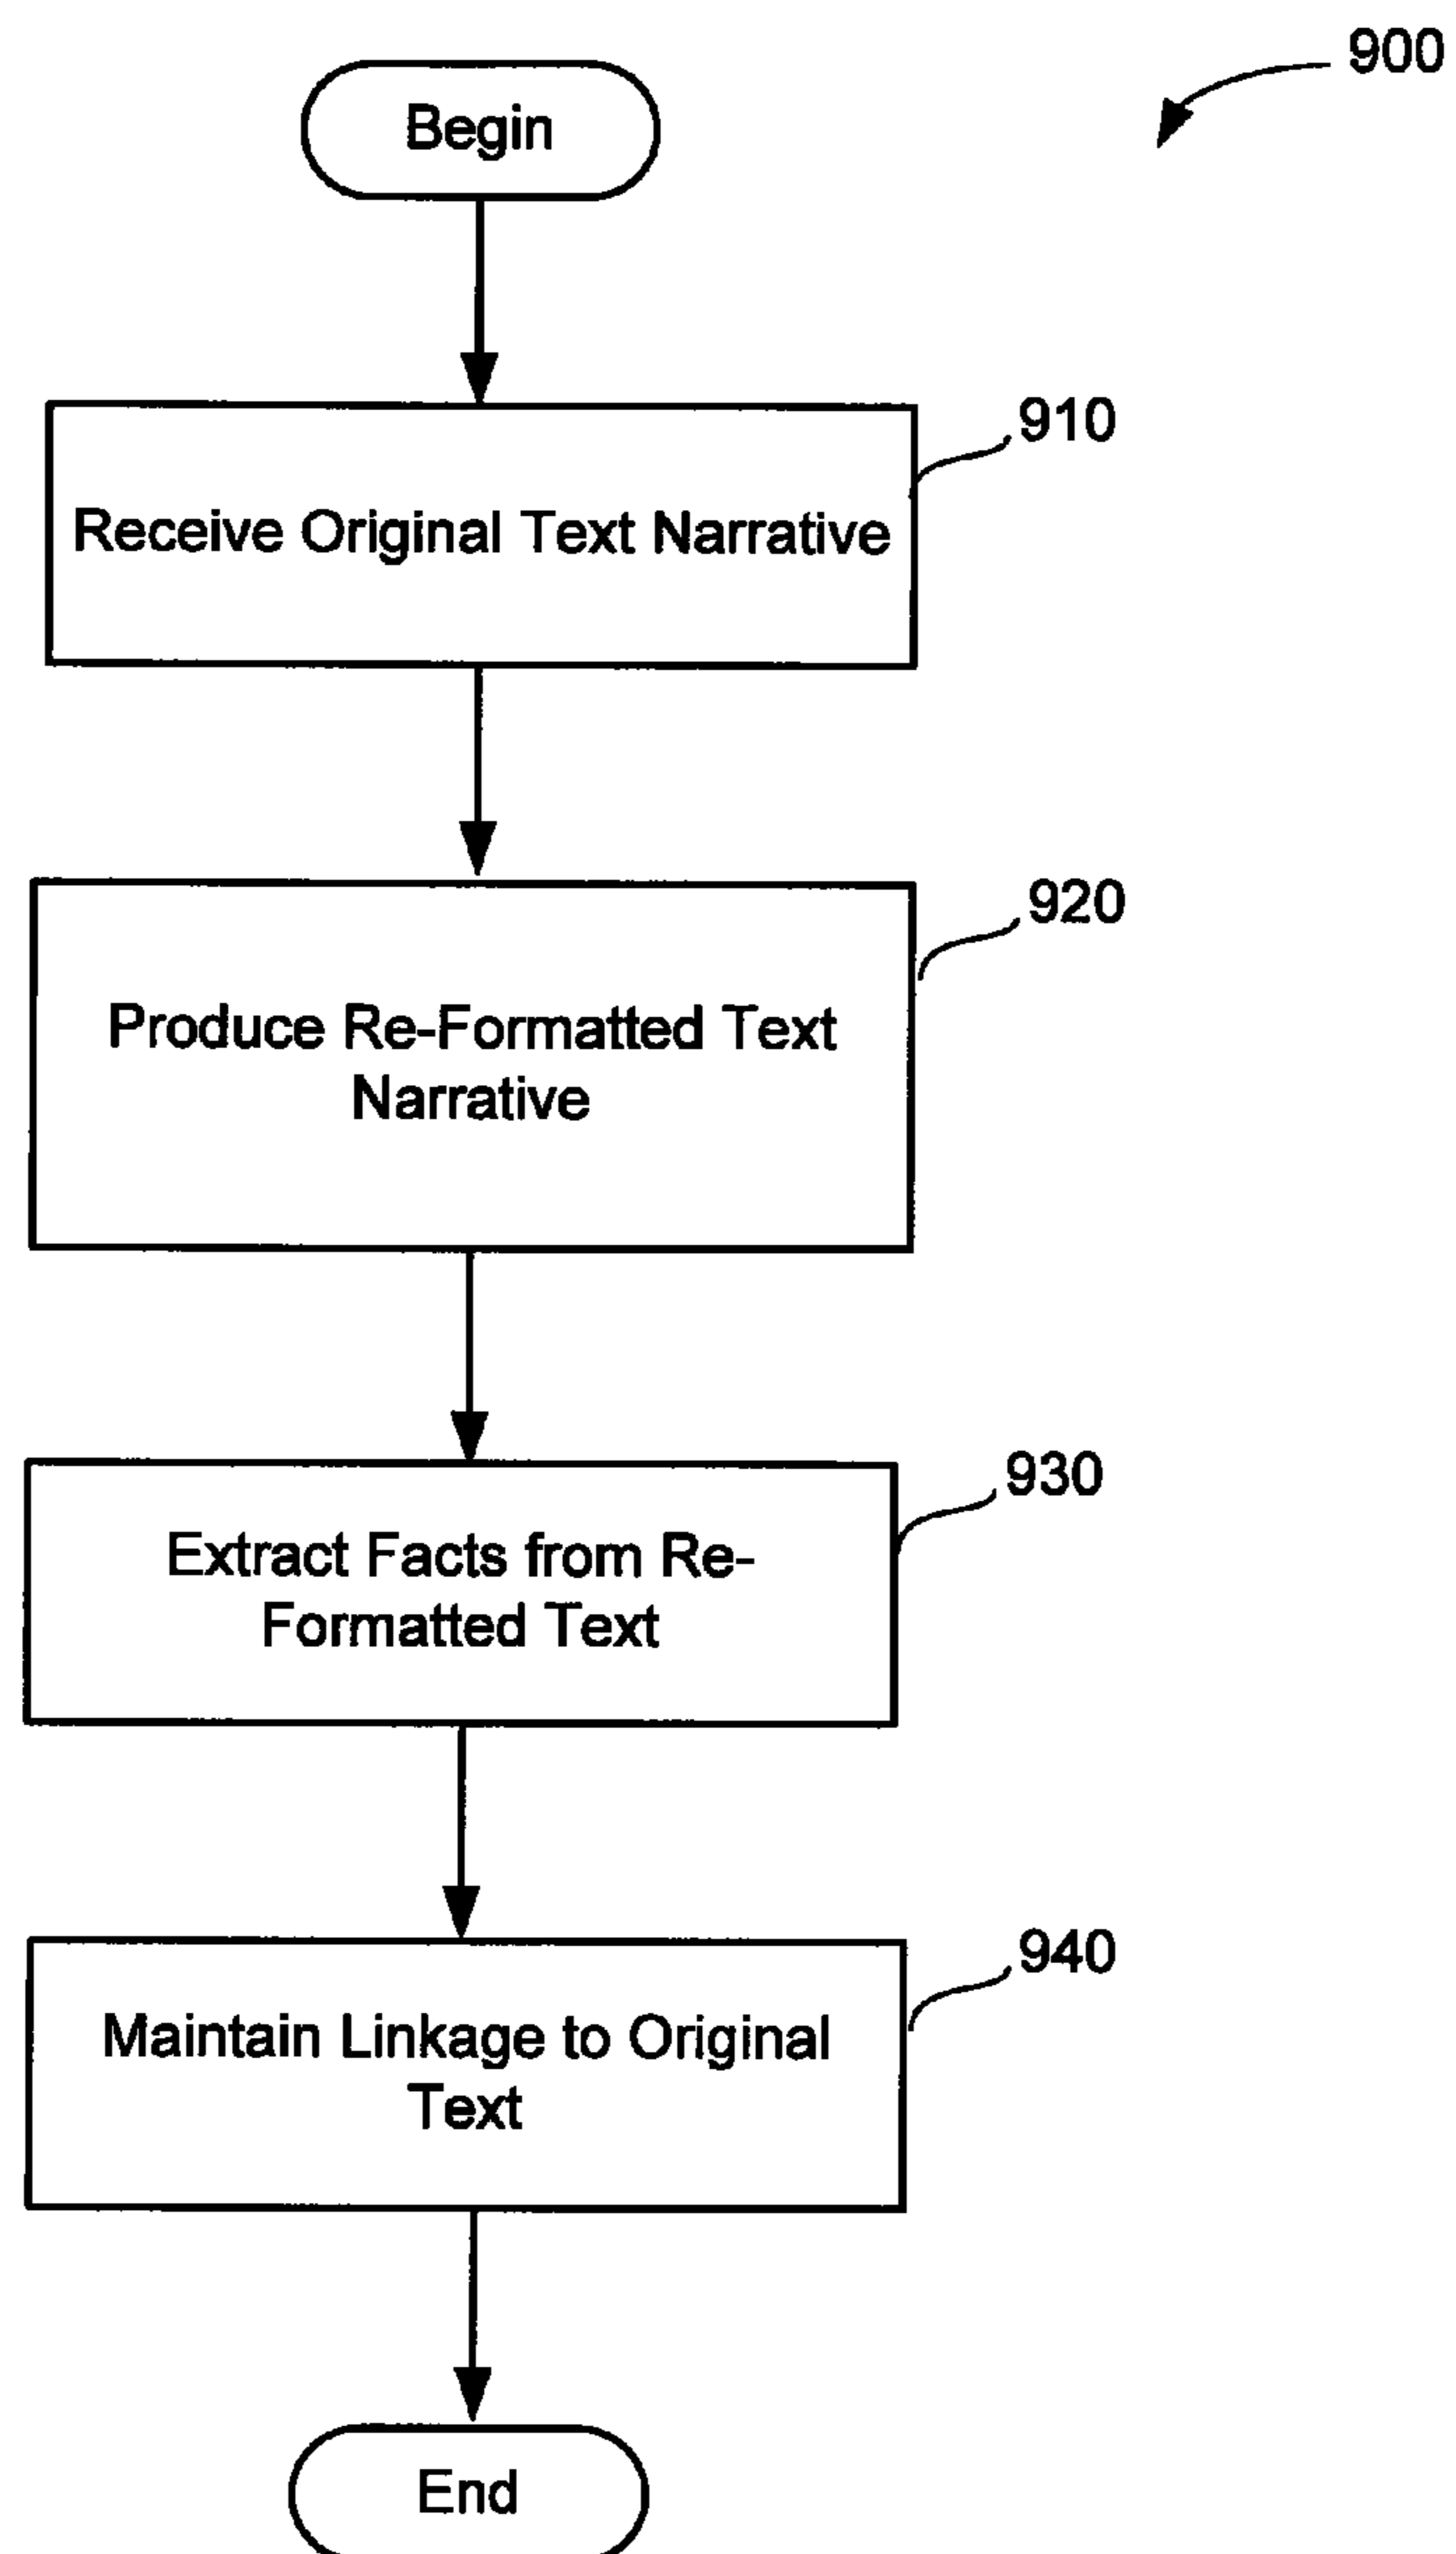 900
Begin
910
Receive Original Text Narrative
920
Produce Re-Formatted Text
Narrative
930
Extract Facts from Re-
Formatted Text
940
Maintain Linkage to Original
Text
End